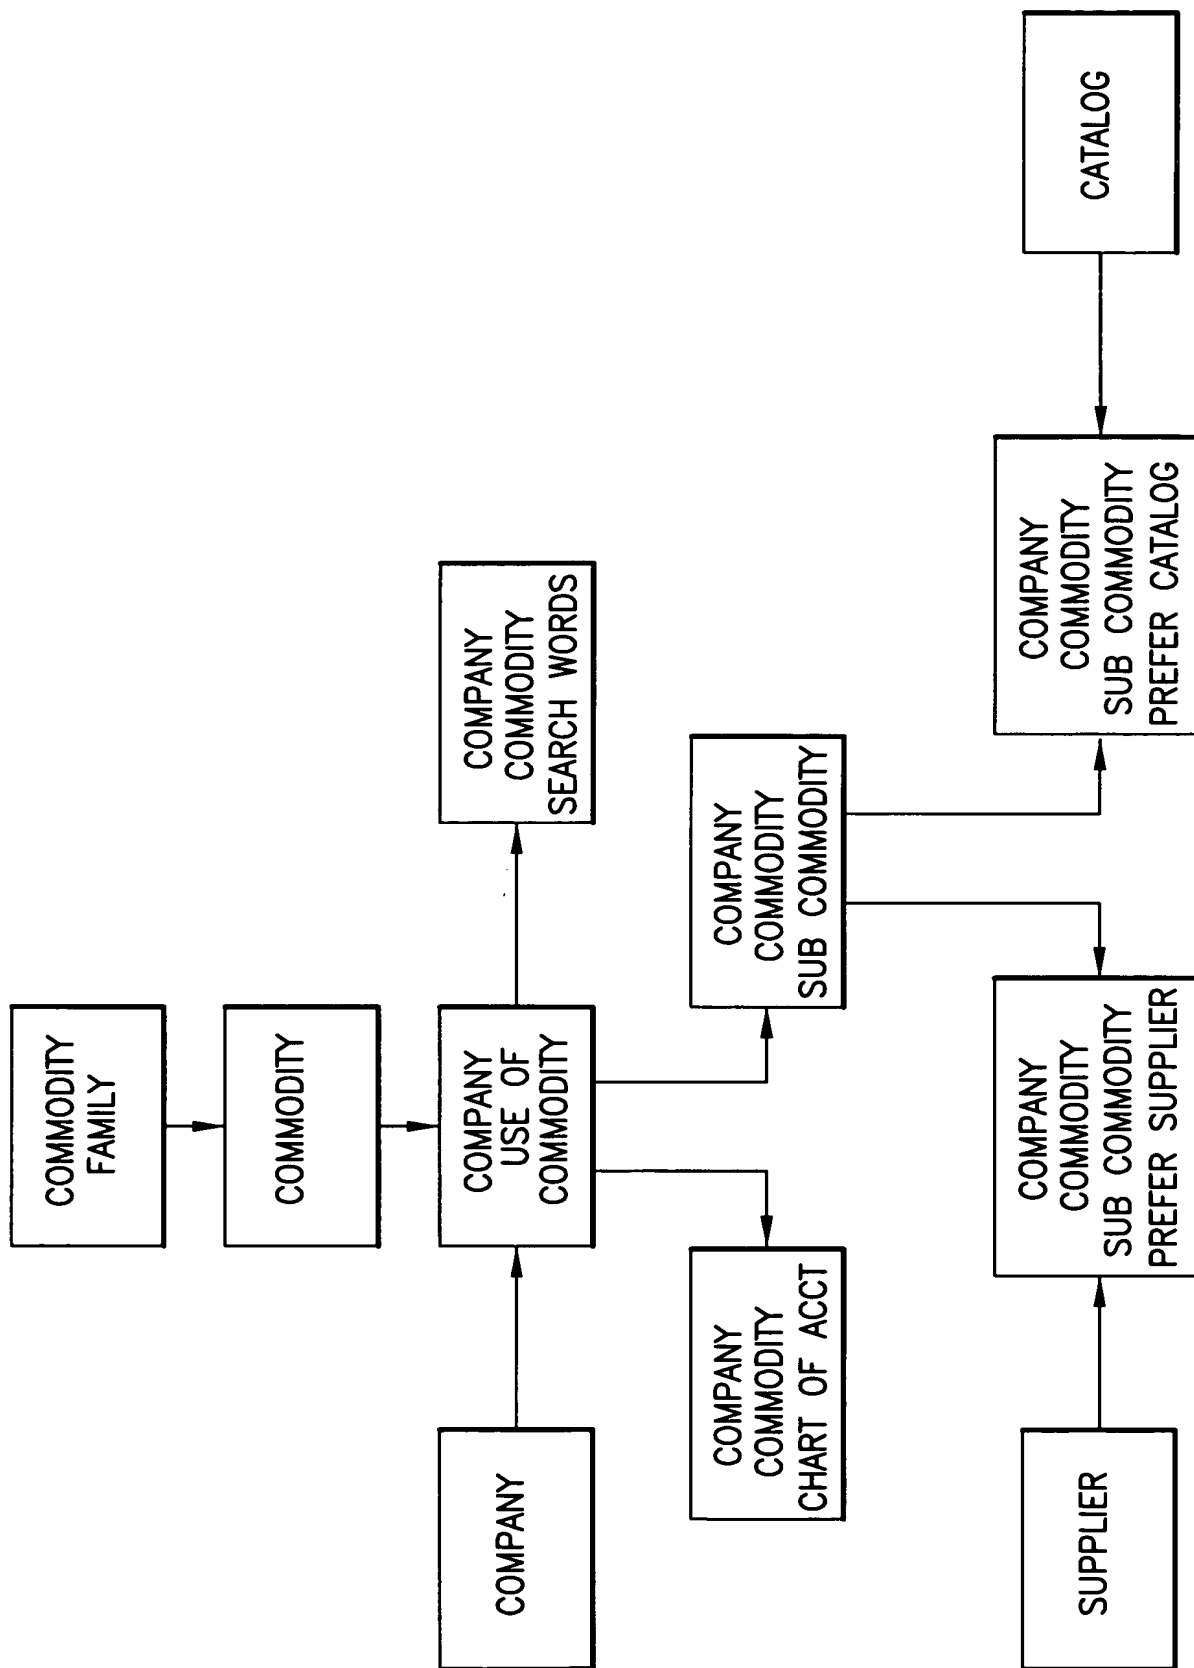 COMMODITY
FAMILY
COMMODITY
COMPANY
COMPANY
USE OF
COMMODITY
COMPANY
COMMODITY
SEARCH WORDS
COMPANY
COMMODITY
CHART OF ACCT
COMPANY
COMMODITY
SUB COMMODITY
SUPPLIER
COMPANY
COMMODITY
SUB COMMODITY
PREFER SUPPLIER
COMPANY
COMMODITY
SUB COMMODITY
PREFER CATALOG
CATALOG